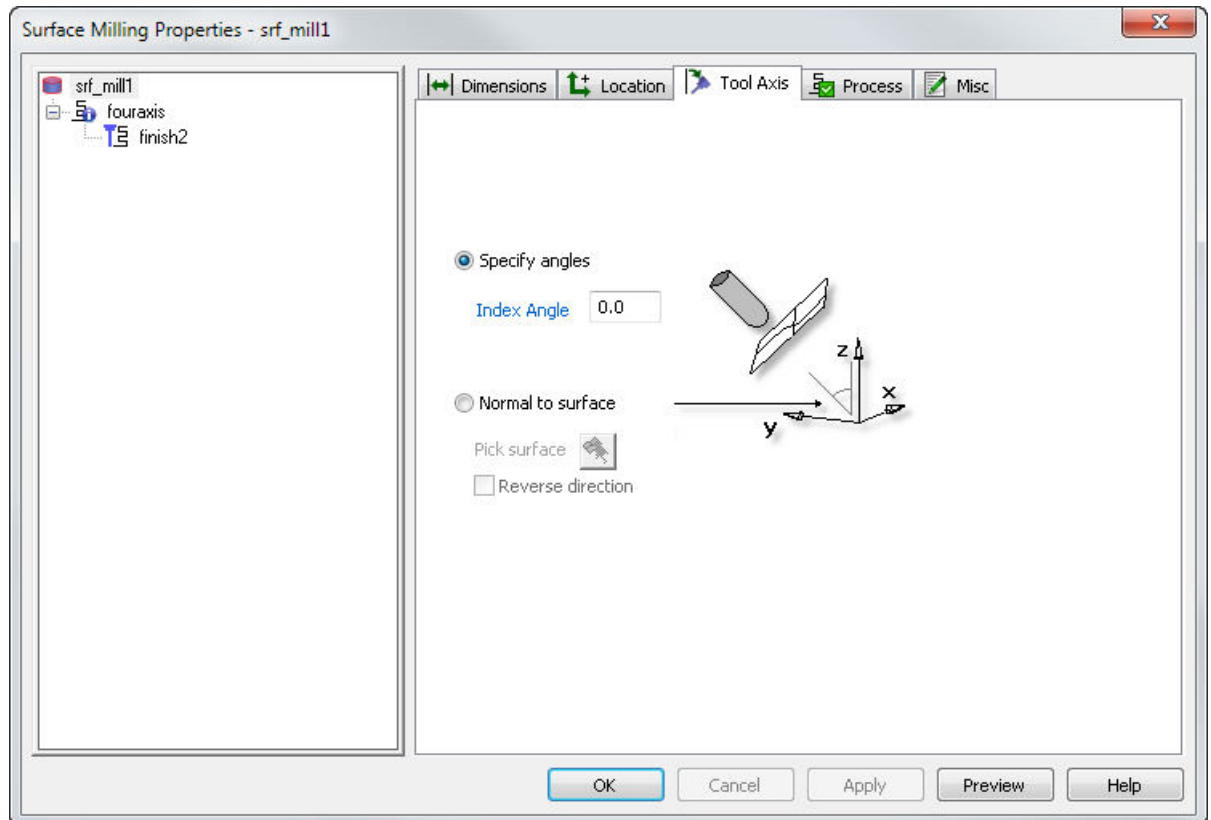 Surface Milling Properties - srf_mill1
srf_mill1
fouraxis
finish2
Dimensions Location Tool Axis Process Misc
Specify angles
Index Angle 0.0
Normal to surface
Pick surface
Reverse direction
z
x
y
OK Cancel Apply Preview Help